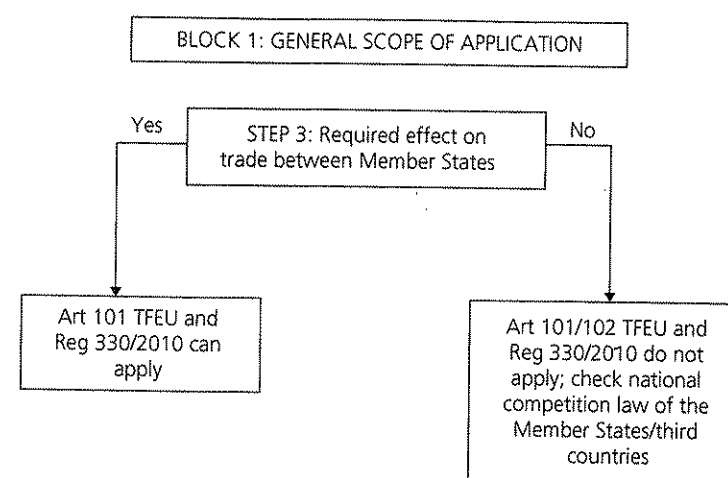 BLOCK 1: GENERAL SCOPE OF APPLICATION
Yes
STEP 3: Required effect on
trade between Member States
No
Art 101 TFEU and
Reg 330/2010 can
apply
Art 101/102 TFEU and
Reg 330/2010 do not
apply; check national
competition law of the
Member States/third
countries